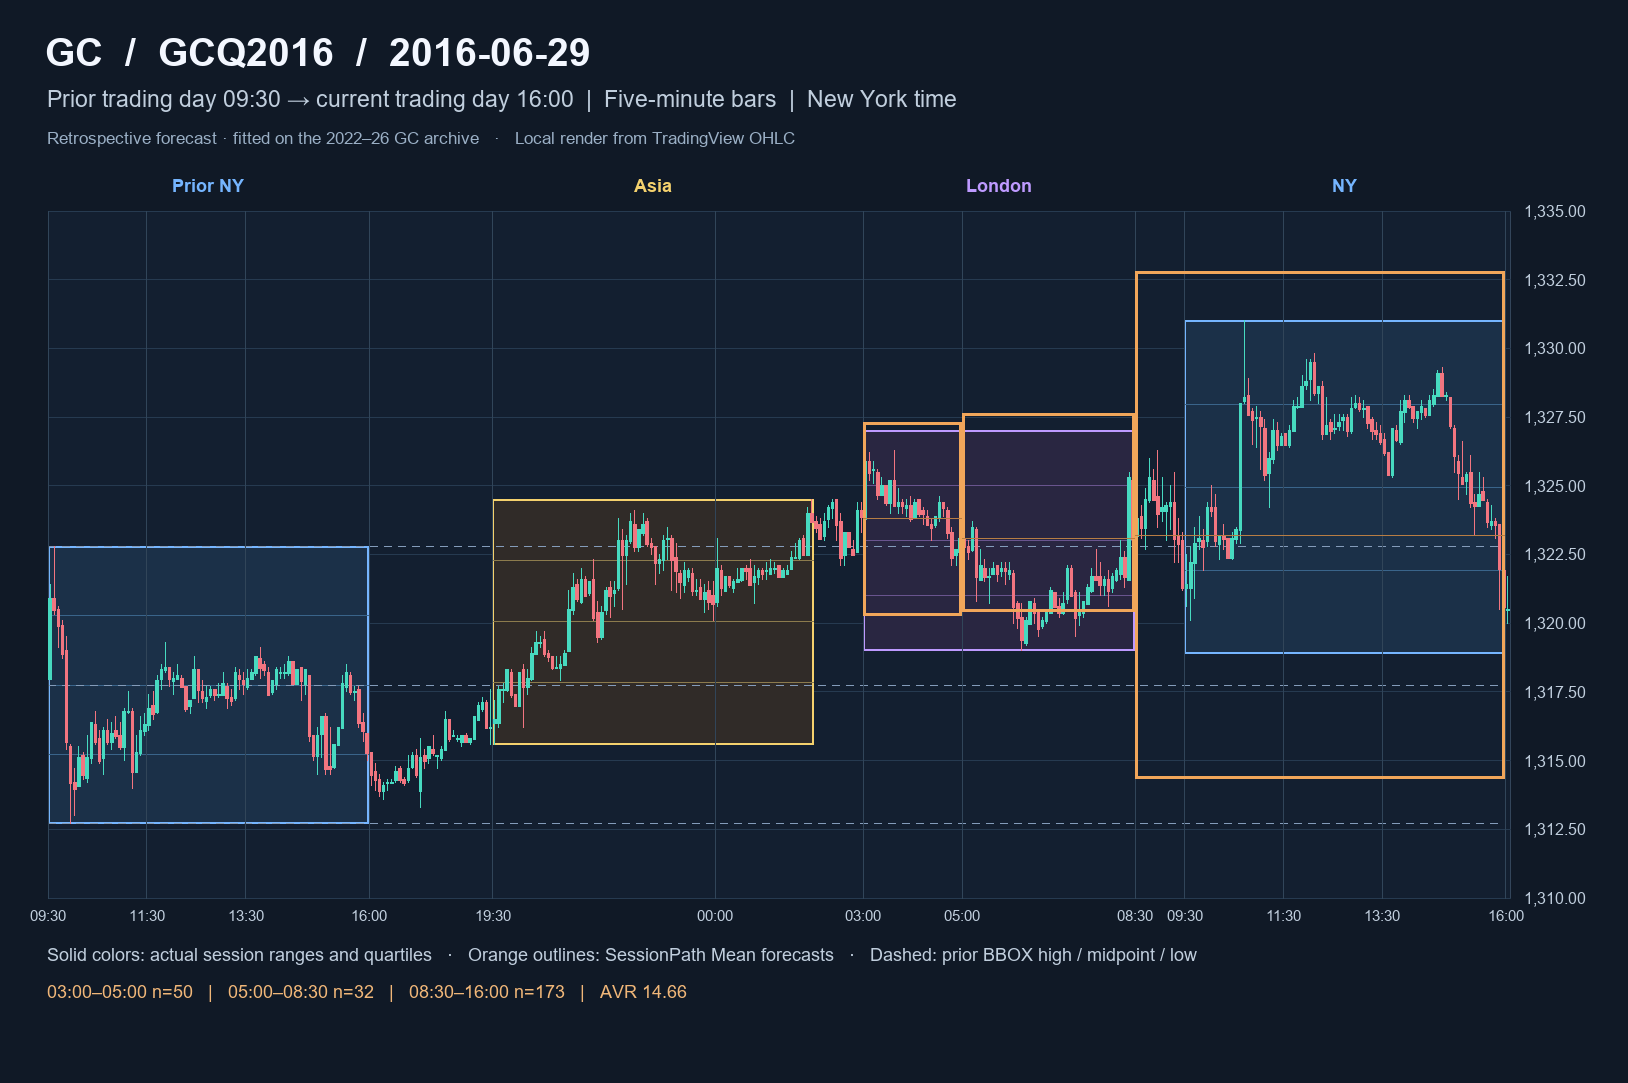 GC / GCQ2016 / 2016-06-29
Prior trading day 09:30 → current trading day 16:00 | Five-minute bars | New York time
Retrospective forecast · fitted on the 2022–26 GC archive · Local render from TradingView OHLC
Prior NY Asia London NY
1,335.00
1,332.50
1,330.00
1,327.50
1,325.00
1,322.50
1,320.00
1,317.50
1,315.00
1,312.50
1,310.00
09:30 11:30 13:30 16:00 19:30 00:00 03:00 05:00 08:30 09:30 11:30 13:30 16:00
Solid colors: actual session ranges and quartiles · Orange outlines: SessionPath Mean forecasts · Dashed: prior BBOX high / midpoint / low
03:00–05:00 n=50 | 05:00–08:30 n=32 | 08:30–16:00 n=173 | AVR 14.66